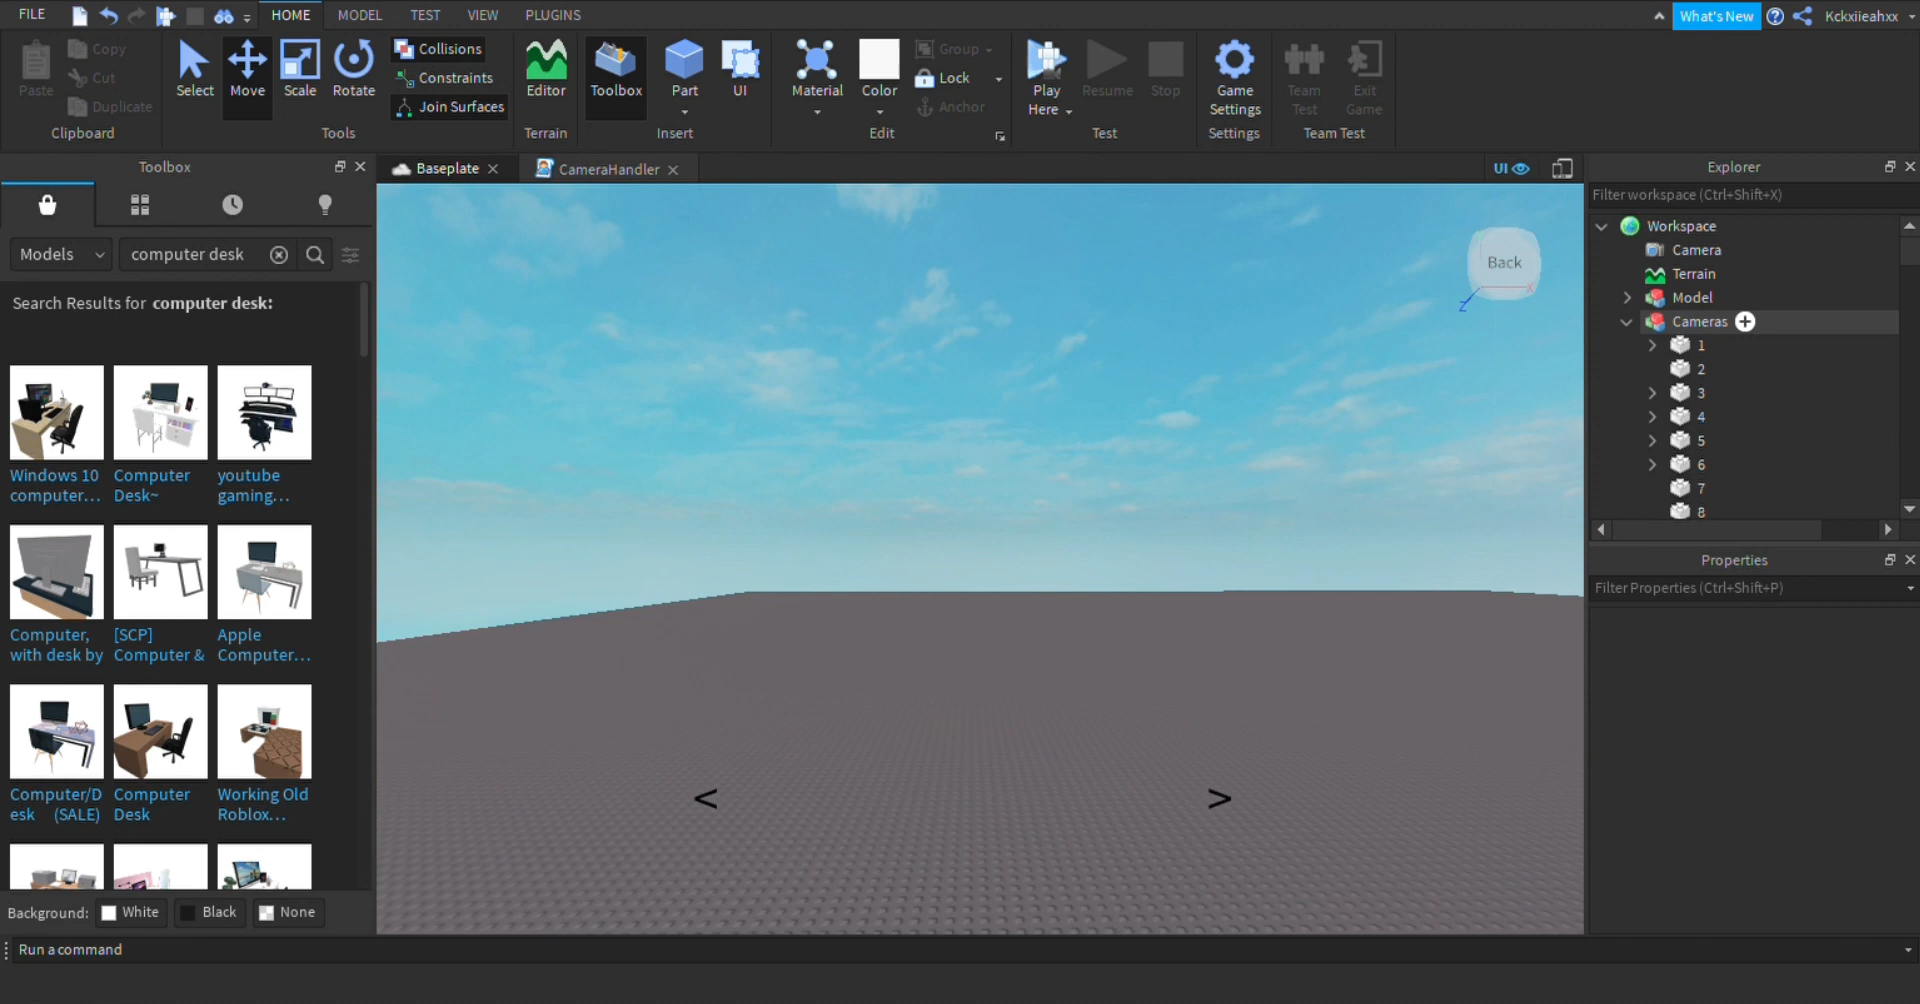 FILE
HOME
MODEL
TEST
VIEW
PLUGINS
What's New
Kckxiieahxx
Paste
Copy
Cut
Duplicate
Clipboard
Select
Move
Scale
Rotate
Collisions
Constraints
Join Surfaces
Tools
Editor
Terrain
Toolbox
Part
UI
Insert
Material
Color
Group
Lock
Anchor
Edit
Play
Here
Resume
Stop
Test
Game
Settings
Settings
Team
Test
Exit
Game
Team Test
Toolbox
Models
computer desk
Search Results for computer desk:
Windows 10
computer...
Computer
Desk~
youtube
gaming...
Computer,
with desk by
[SCP]
Computer &
Apple
Computer...
Computer/D
esk (SALE)
Computer
Desk
Working Old
Roblox...
Background:
White
Black
None
Run a command
Baseplate
CameraHandler
UI
Back
Z
X
<
>
Explorer
Filter workspace (Ctrl+Shift+X)
Workspace
Camera
Terrain
Model
Cameras
1
2
3
4
5
6
7
8
Properties
Filter Properties (Ctrl+Shift+P)